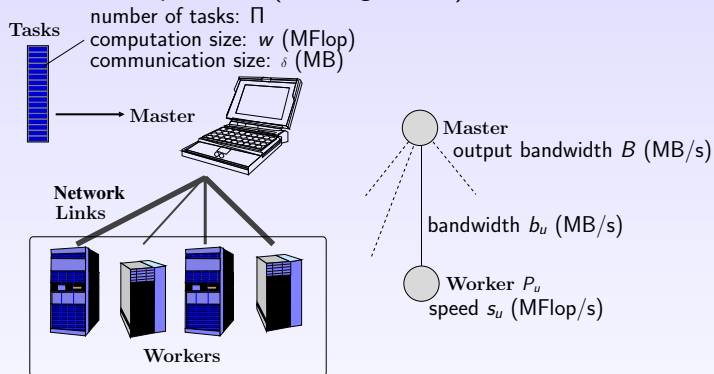 number of tasks: Π
Tasks
computation size: w (MFlop)
communication size: δ (MB)
Master
Master
output bandwidth B (MB/s)
Network
Links
bandwidth b_u (MB/s)
Worker P_u
speed s_u (MFlop/s)
Workers